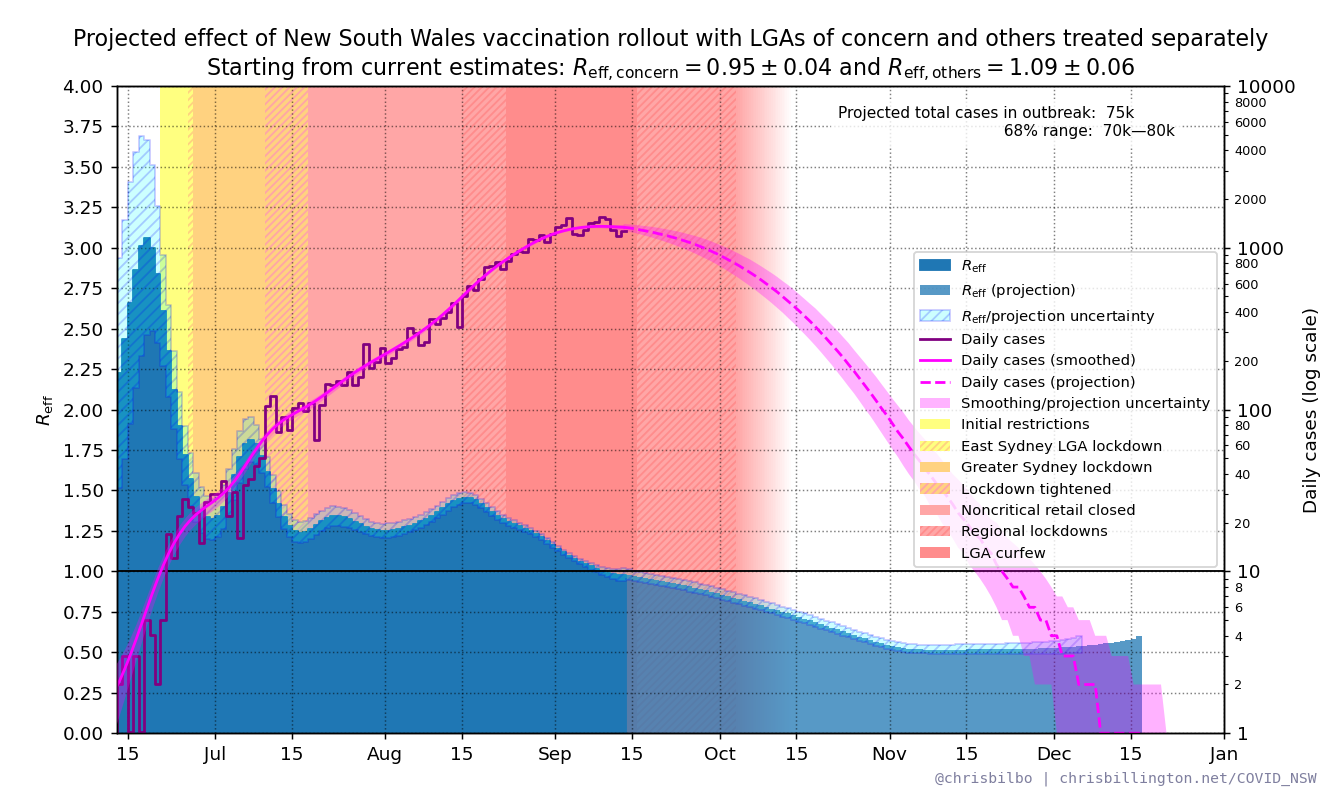 Projected effect of New South Wales vaccination rollout with LGAs of concern and others treated separately
Starting from current estimates: Reff, concern = 0.95 ± 0.04 and Reff, others = 1.09 ± 0.06
Projected total cases in outbreak: 75k
68% range: 70k—80k
Reff
4.00
3.75
3.50
3.25
3.00
2.75
2.50
2.25
2.00
1.75
1.50
1.25
1.00
0.75
0.50
0.25
0.00
10000
8000
6000
4000
2000
1000
800
600
400
200
100
80
60
40
20
10
8
6
4
2
1
Daily cases (log scale)
Reff
Reff (projection)
Reff/projection uncertainty
Daily cases
Daily cases (smoothed)
Daily cases (projection)
Smoothing/projection uncertainty
Initial restrictions
East Sydney LGA lockdown
Greater Sydney lockdown
Lockdown tightened
Noncritical retail closed
Regional lockdowns
LGA curfew
15 Jul 15 Aug 15 Sep 15 Oct 15 Nov 15 Dec 15 Jan
@chrisbilbo | chrisbillington.net/COVID_NSW